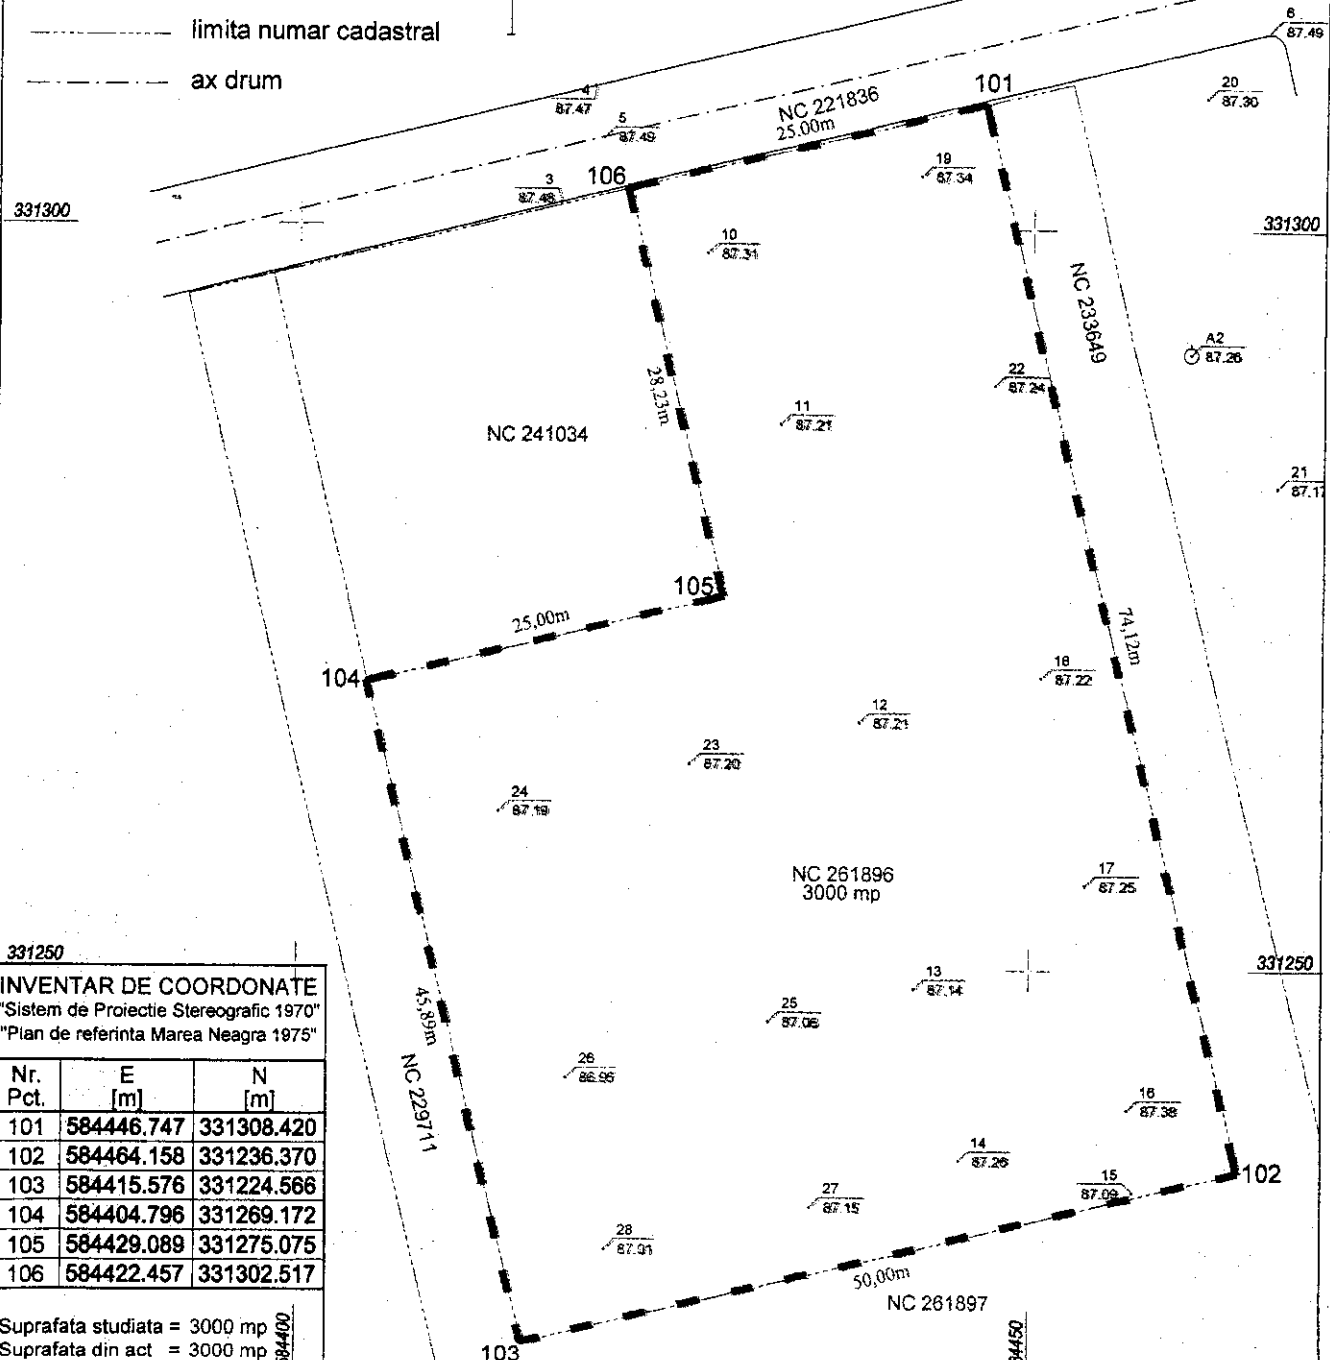 limita numar cadastral
ax drum
6
87.49
20
87.30
101
4
87.47
NC 221836
25.00m
5
87.49
19
87.34
106
3
87.48
331300
331300
10
87.31
NC 233649
A2
87.26
22
87.24
28,23m
11
87.21
NC 241034
21
87.17
105
25,00m
74,12m
104
18
87.22
12
87.21
23
87.20
24
87.19
NC 261896
3000 mp
17
87.25
331250
331250
13
87.14
25
87.06
45,89m
26
86.95
NC 229711
16
87.38
14
87.26
15
87.09
102
27
87.15
28
50,00m
NC 261897
103
INVENTAR DE COORDONATE
"Sistem de Proiectie Stereografic 1970"
"Plan de referinta Marea Neagra 1975"
Nr. Pct. E [m] N [m]
101 584446.747 331308.420
102 584464.158 331236.370
103 584415.576 331224.566
104 584404.796 331269.172
105 584429.089 331275.075
106 584422.457 331302.517
Suprafata studiata = 3000 mp
Suprafata din act = 3000 mp
84400
84450